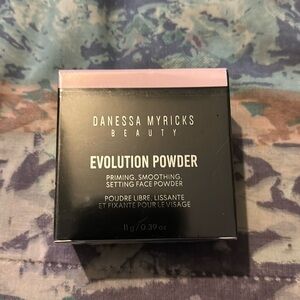 DANESSA MYRICKS
BEAUTY
EVOLUTION POWDER
PRIMING, SMOOTHING,
SETTING FACE POWDER
POUDRE LIBRE, LISSANTE
ET FIXANTE POUR LE VISAGE
11g / 0.39 oz